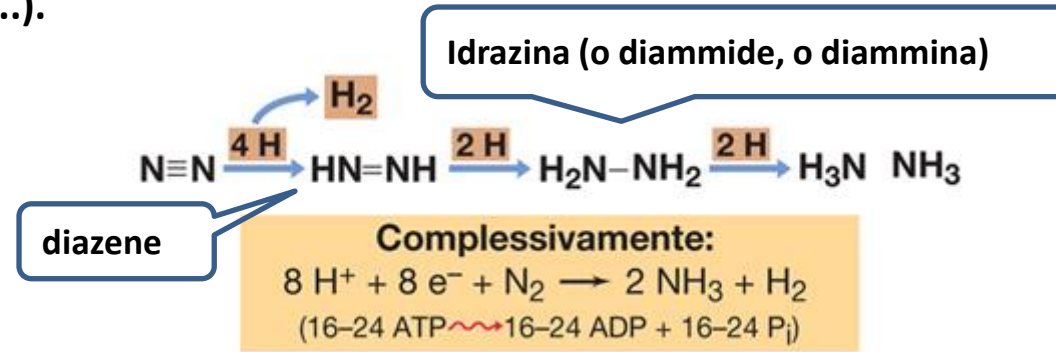 ..).
Idrazina (o diammide, o diammina)
H₂
4 H 2 H 2 H
N≡N HN=NH H₂N–NH₂ H₃N NH₃
diazene
Complessivamente:
8 H⁺ + 8 e⁻ + N₂ → 2 NH₃ + H₂
(16–24 ATP⇝16–24 ADP + 16–24 Pᵢ)